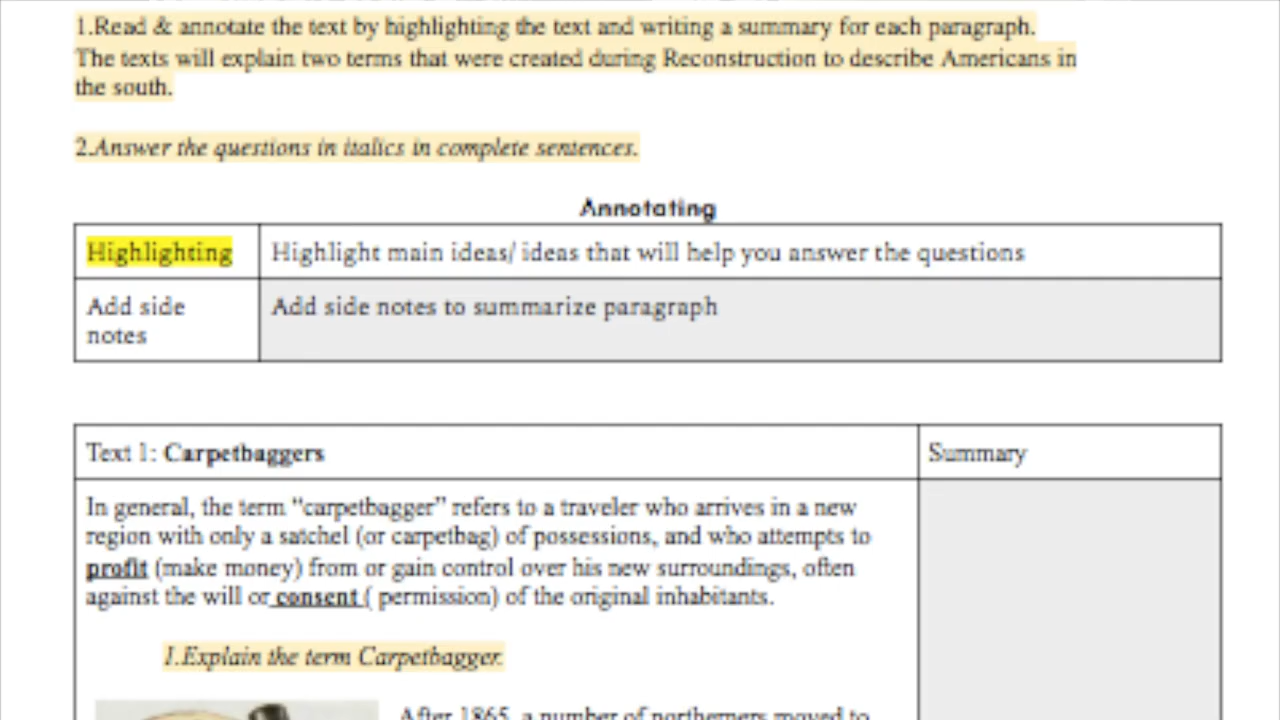 1.Read & annotate the text by highlighting the text and writing a summary for each paragraph.
The texts will explain two terms that were created during Reconstruction to describe Americans in
the south.
2.Answer the questions in italics in complete sentences.
Annotating
Highlighting
Highlight main ideas/ ideas that will help you answer the questions
Add side
notes
Add side notes to summarize paragraph
Text 1: Carpetbaggers
Summary
In general, the term “carpetbagger” refers to a traveler who arrives in a new
region with only a satchel (or carpetbag) of possessions, and who attempts to
profit (make money) from or gain control over his new surroundings, often
against the will or consent ( permission) of the original inhabitants.
1.Explain the term Carpetbagger.
After 1865, a number of northerners moved to